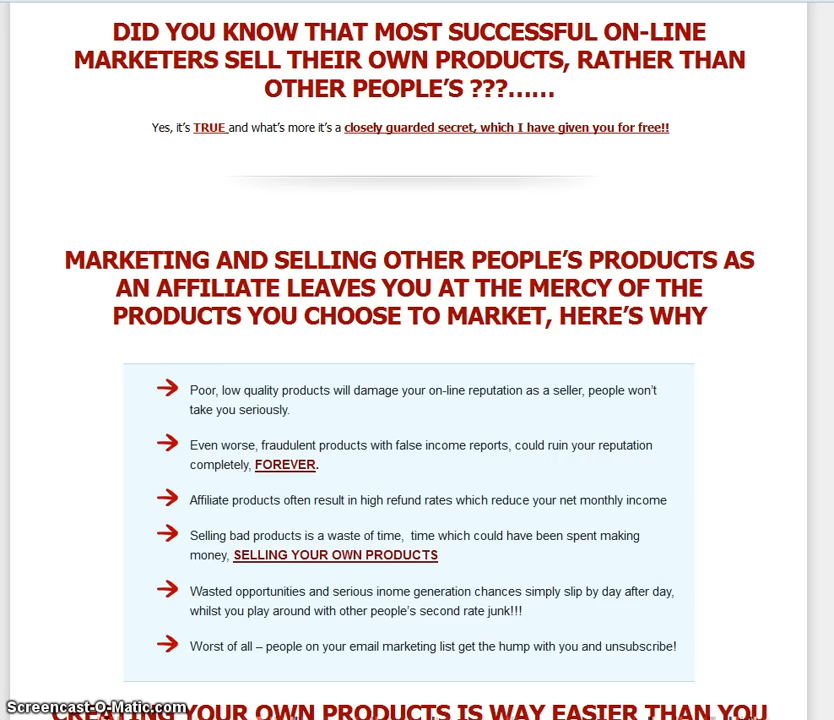 DID YOU KNOW THAT MOST SUCCESSFUL ON-LINE
MARKETERS SELL THEIR OWN PRODUCTS, RATHER THAN
OTHER PEOPLE'S ???……
Yes, it's TRUE and what's more it's a closely guarded secret, which I have given you for free!!
MARKETING AND SELLING OTHER PEOPLE'S PRODUCTS AS
AN AFFILIATE LEAVES YOU AT THE MERCY OF THE
PRODUCTS YOU CHOOSE TO MARKET, HERE'S WHY
Poor, low quality products will damage your on-line reputation as a seller, people won't
take you seriously.
Even worse, fraudulent products with false income reports, could ruin your reputation
completely, FOREVER.
Affiliate products often result in high refund rates which reduce your net monthly income
Selling bad products is a waste of time, time which could have been spent making
money, SELLING YOUR OWN PRODUCTS
Wasted opportunities and serious inome generation chances simply slip by day after day,
whilst you play around with other people's second rate junk!!!
Worst of all – people on your email marketing list get the hump with you and unsubscribe!
CREATING YOUR OWN PRODUCTS IS WAY EASIER THAN YOU
Screencast-O-Matic.com